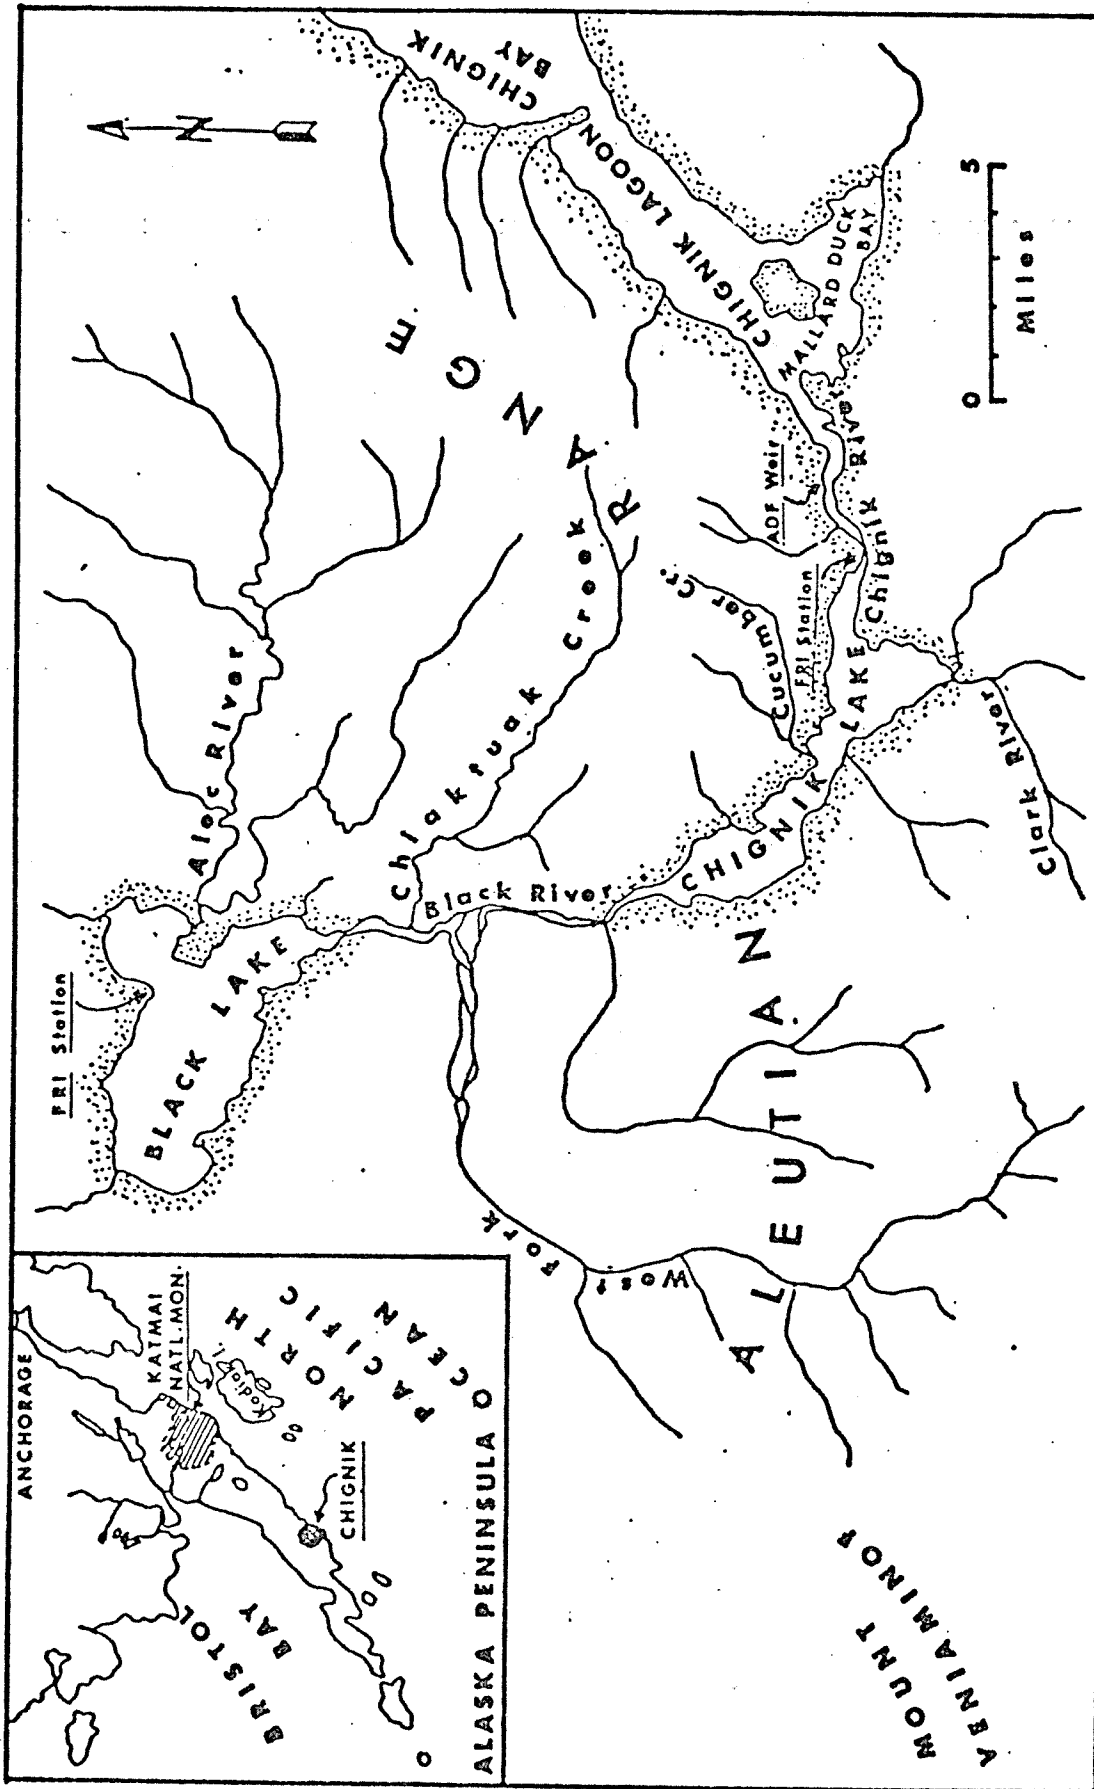 ANCHORAGE
KATMAI
NATL. MON.
Kodiak I.
NORTH
PACIFIC
OCEAN
BRISTOL
BAY
CHIGNIK
ALASKA PENINSULA
FRI Station
BLACK LAKE
Alec River
N
CHIGNIK
BAY
CHIGNIK LAGOON
MALLARD DUCK
BAY
Chiaktuak Creek
Black River
West Fork
ALEUTIAN RANGE
CHIGNIK LAKE
Cucumber Cr.
FRI Station
ADF Weir
Chignik River
Clark River
MOUNT
VENIAMINOF
0 5
Miles